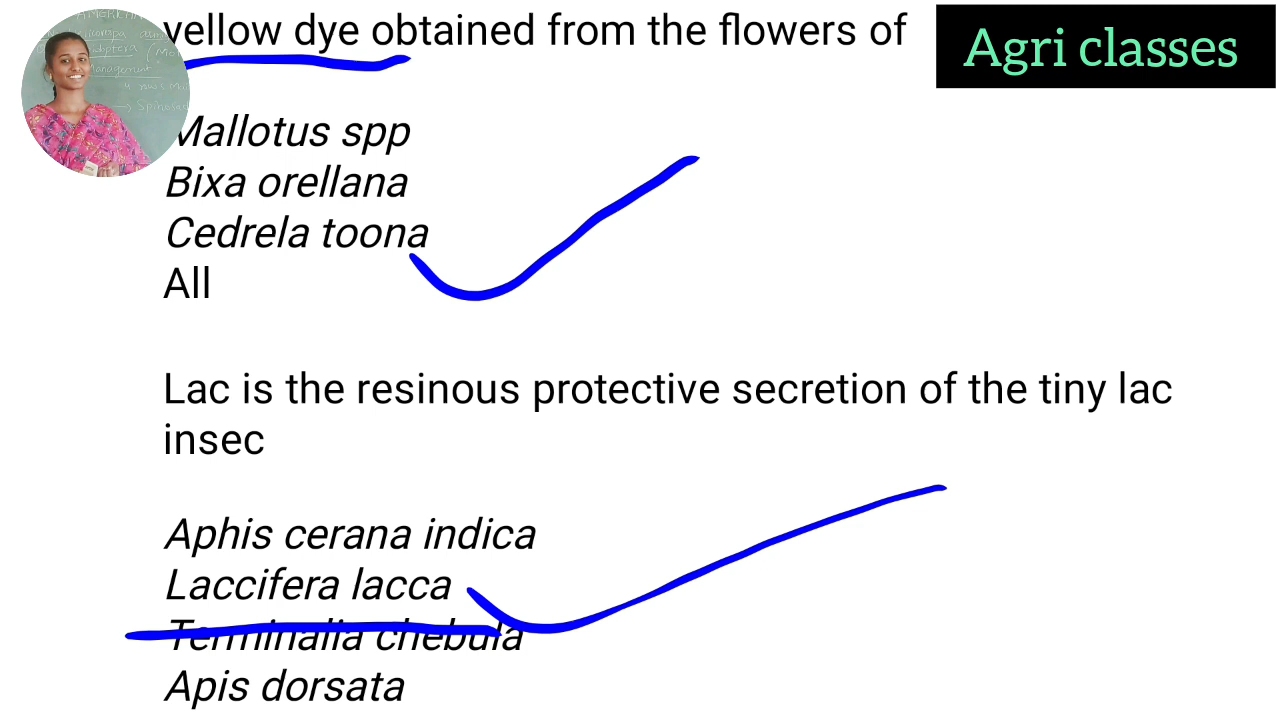 yellow dye obtained from the flowers of
Agri classes
Mallotus spp
Bixa orellana
Cedrela toona
All
Lac is the resinous protective secretion of the tiny lac
insec
Aphis cerana indica
Laccifera lacca
Terminalia chebula
Apis dorsata